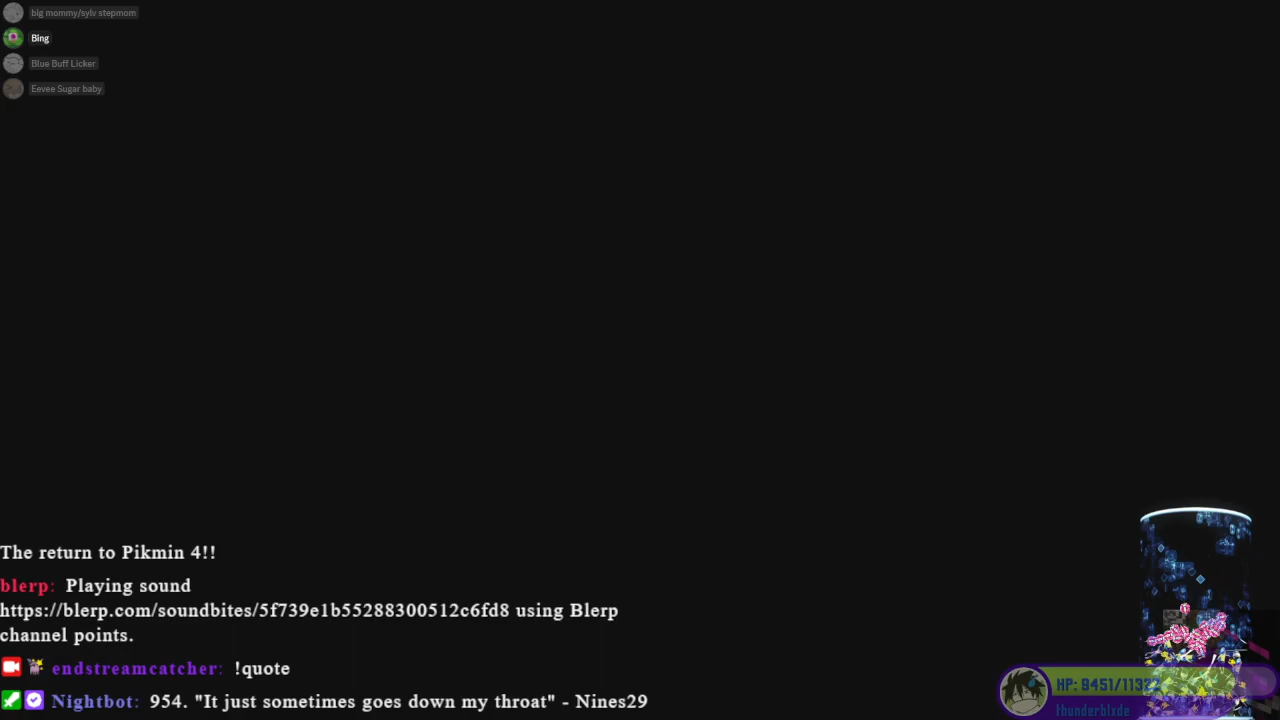 big mommy/sylv stepmom
Bing
Blue Buff Licker
Eevee Sugar baby
The return to Pikmin 4!!
blerp: Playing sound
https://blerp.com/soundbites/5f739e1b55288300512c6fd8 using Blerp
channel points.
endstreamcatcher: !quote
Nightbot: 954. "It just sometimes goes down my throat" - Nines29
HP: 9451/11322
thunderblxde